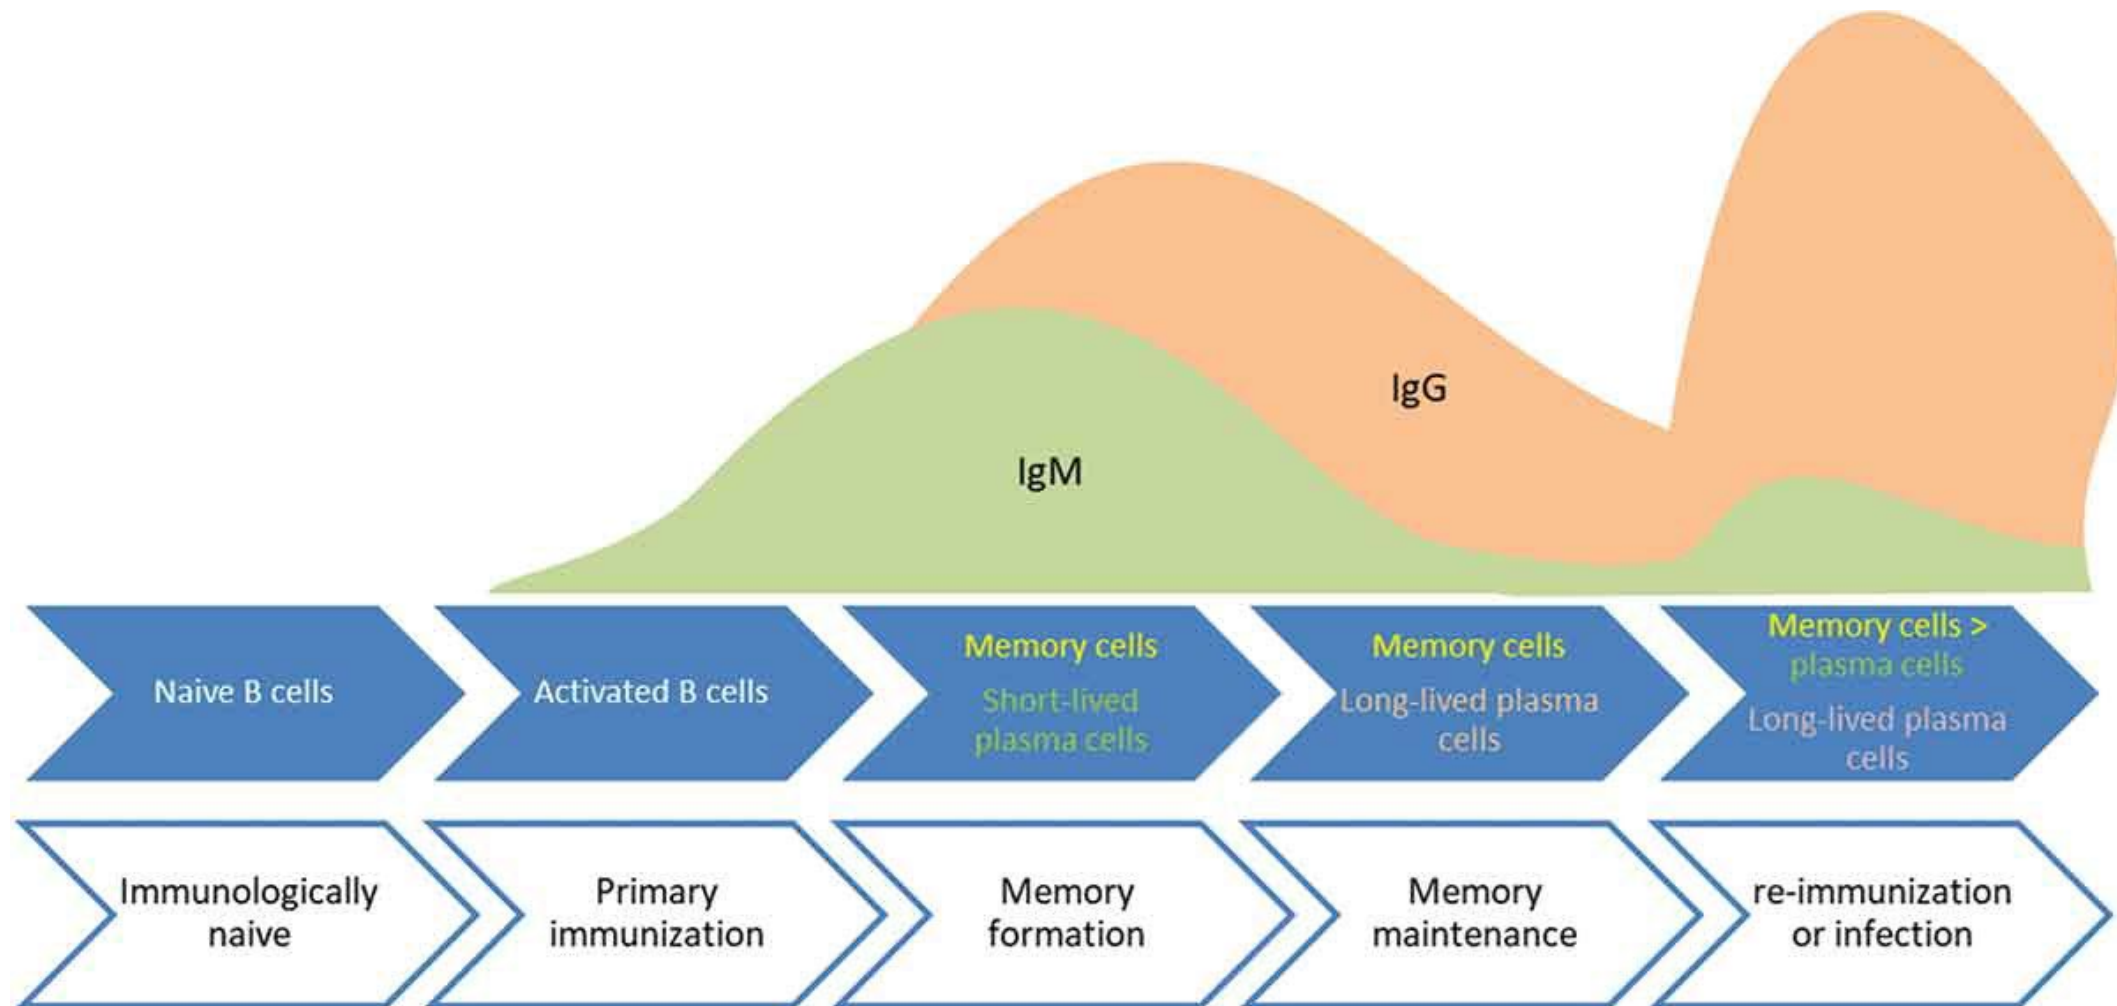 IgG
IgM
Naive B cells
Activated B cells
Memory cells
Short-lived
plasma cells
Memory cells
Long-lived plasma
cells
Memory cells >
plasma cells
Long-lived plasma
cells
Immunologically
naive
Primary
immunization
Memory
formation
Memory
maintenance
re-immunization
or infection